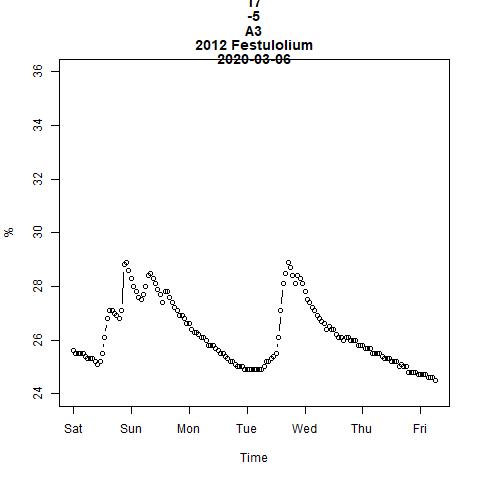 17
-5
A3
2012 Festulolium
2020-03-06
36
34
32
30
28
26
24
%
Sat Sun Mon Tue Wed Thu Fri
Time